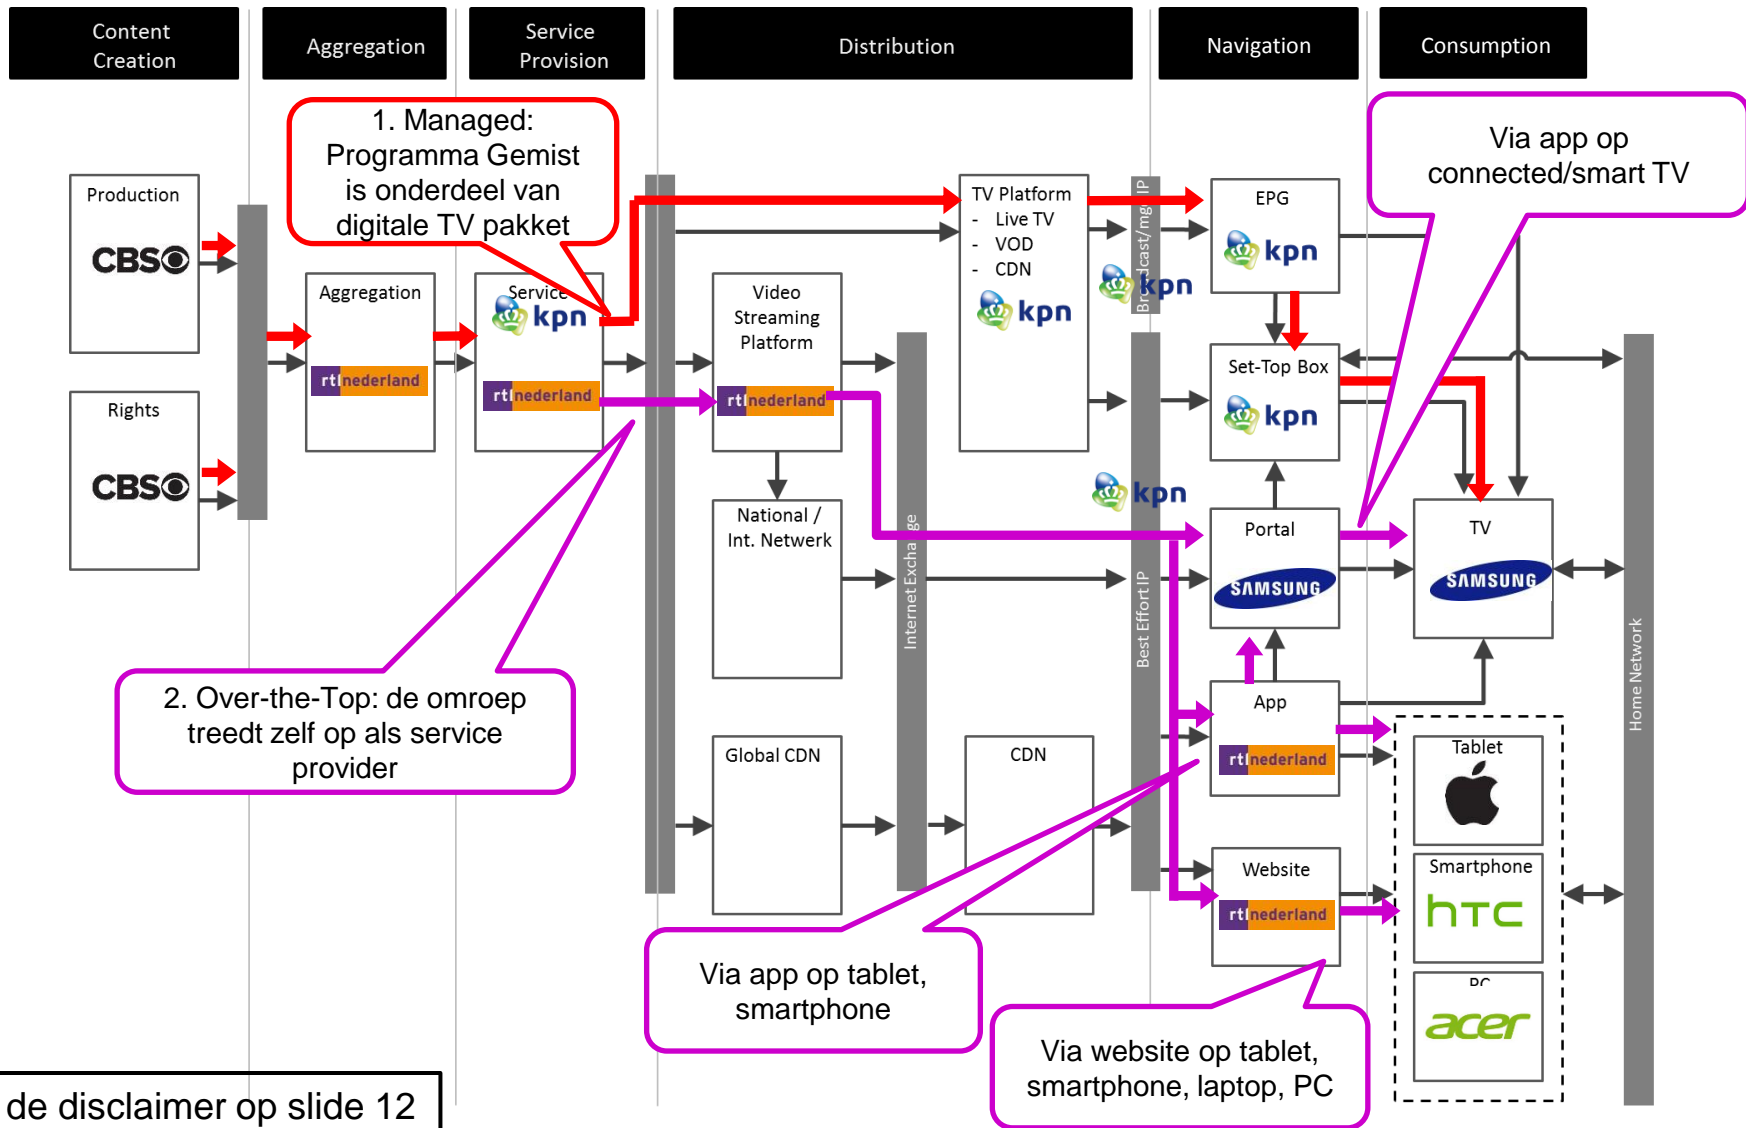 Content
Creation
Aggregation
Service
Provision
Distribution
Navigation
Consumption
1. Managed:
Programma Gemist
is onderdeel van
digitale TV pakket
Via app op
connected/smart TV
Production
CBS
Rights
CBS
Aggregation
rtl nederland
Service
kpn
rtl nederland
Video
Streaming
Platform
rtl nederland
National /
Int. Netwerk
Global CDN
CDN
Internet Exchange
TV Platform
- Live TV
- VOD
- CDN
kpn
Broadcast/mgd IP
kpn
Best Effort IP
kpn
EPG
kpn
Set-Top Box
kpn
Portal
SAMSUNG
App
rtl nederland
Website
rtl nederland
TV
SAMSUNG
Tablet
Smartphone
hTC
PC
acer
Home Network
2. Over-the-Top: de omroep
treedt zelf op als service
provider
Via app op tablet,
smartphone
Via website op tablet,
smartphone, laptop, PC
de disclaimer op slide 12